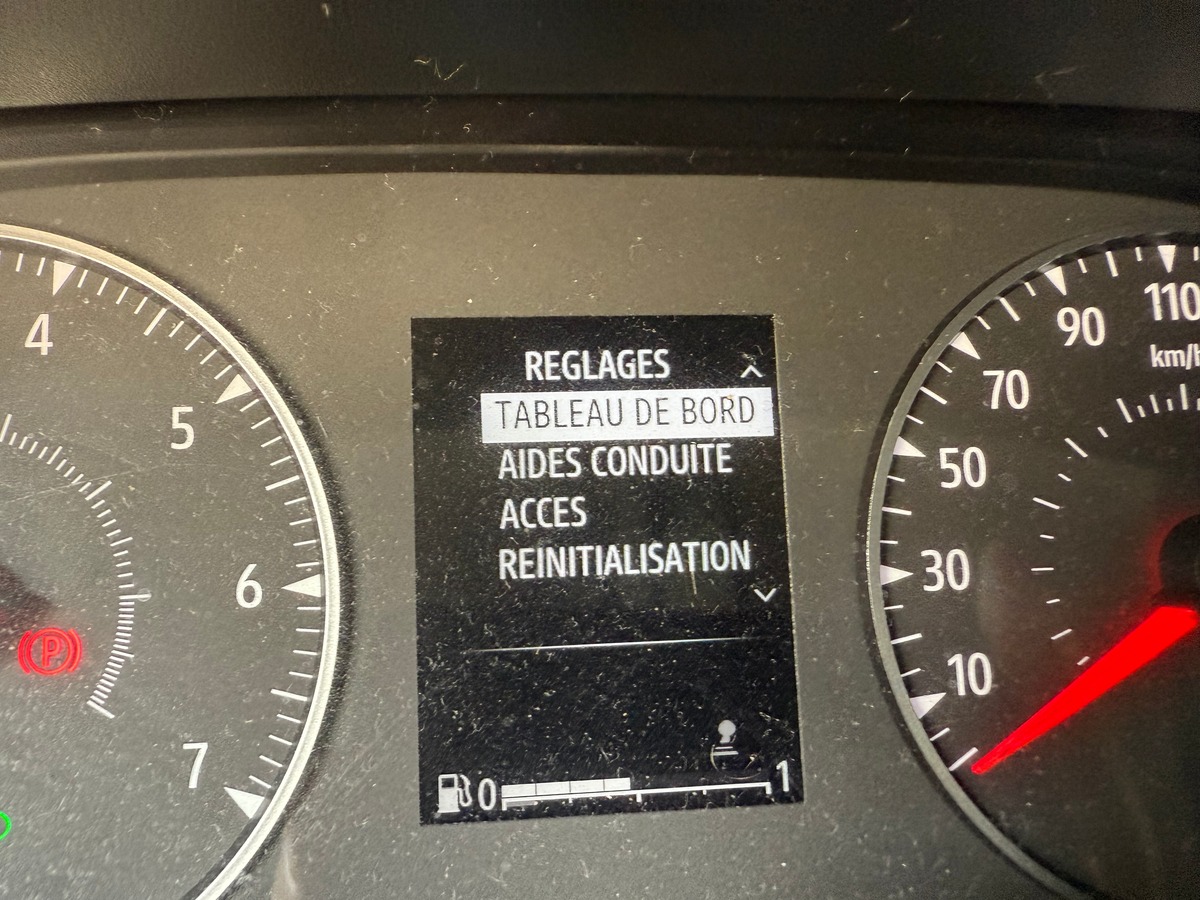 REGLAGES
TABLEAU DE BORD
AIDES CONDUITE
ACCES
REINITIALISATION
0
1
4
5
6
7
P
10
30
50
70
90
110
km/h